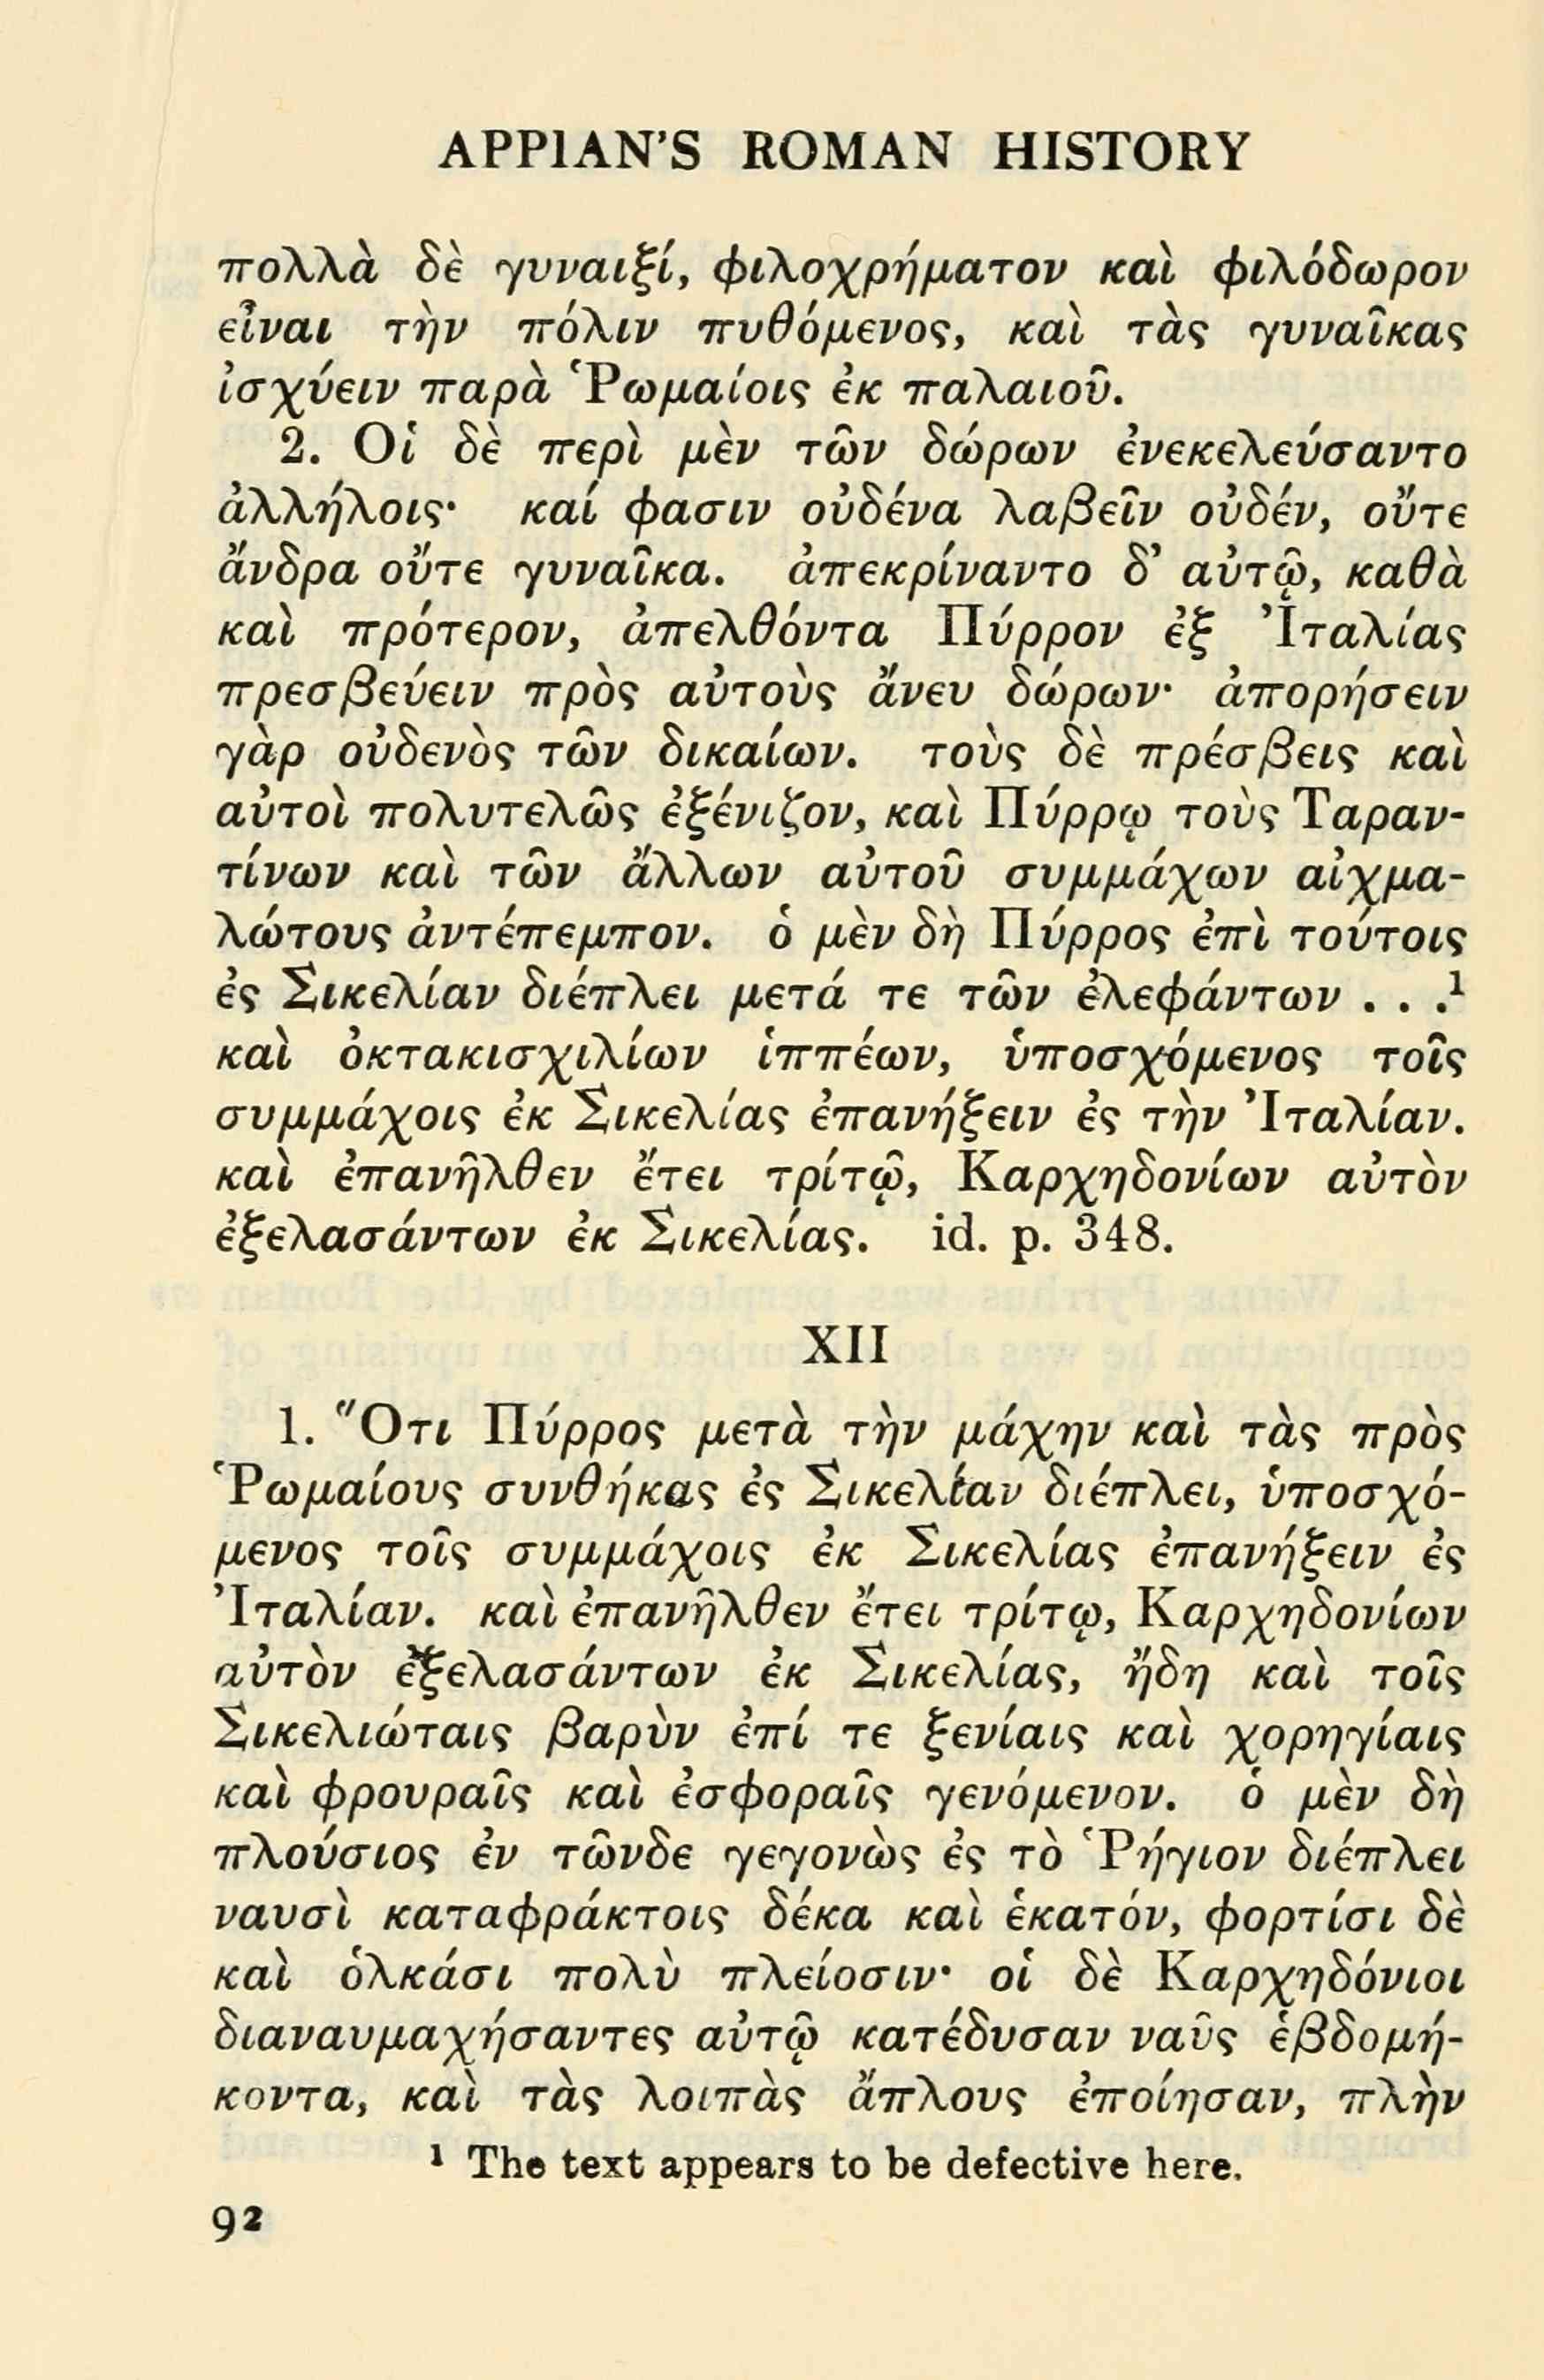 APPIAN'S ROMAN HISTORY
πολλὰ δὲ γυναιξί, φιλοχρήματον καὶ φιλόδωρον
εἶναι τὴν πόλιν πυθόμενος, καὶ τὰς γυναῖκας
ἰσχύειν παρὰ Ῥωμαίοις ἐκ παλαιοῦ.
2. Οἱ δὲ περὶ μὲν τῶν δώρων ἐνεκελεύσαντο
ἀλλήλοις· καί φασιν οὐδένα λαβεῖν οὐδέν, οὔτε
ἄνδρα οὔτε γυναῖκα. ἀπεκρίναντο δ' αὐτῷ, καθὰ
καὶ πρότερον, ἀπελθόντα Πύρρον ἐξ Ἰταλίας
πρεσβεύειν πρὸς αὐτοὺς ἄνευ δώρων· ἀπορήσειν
γὰρ οὐδενὸς τῶν δικαίων. τοὺς δὲ πρέσβεις καὶ
αὐτοὶ πολυτελῶς ἐξένιζον, καὶ Πύρρῳ τοὺς Ταραν-
τίνων καὶ τῶν ἄλλων αὐτοῦ συμμάχων αἰχμα-
λώτους ἀντέπεμπον. ὁ μὲν δὴ Πύρρος ἐπὶ τούτοις
ἐς Σικελίαν διέπλει μετά τε τῶν ἐλεφάντων . . .¹
καὶ ὀκτακισχιλίων ἱππέων, ὑποσχόμενος τοῖς
συμμάχοις ἐκ Σικελίας ἐπανήξειν ἐς τὴν Ἰταλίαν.
καὶ ἐπανῆλθεν ἔτει τρίτῳ̂, Καρχηδονίων αὐτὸν
ἐξελασάντων ἐκ Σικελίας. id. p. 348.
XII
1. Ὅτι Πύρρος μετὰ τὴν μάχην καὶ τὰς πρὸς
Ῥωμαίους συνθήκας ἐς Σικελίαν διέπλει, ὑποσχό-
μενος τοῖς συμμάχοις ἐκ Σικελίας ἐπανήξειν ἐς
Ἰταλίαν. καὶ ἐπανῆλθεν ἔτει τρίτῳ, Καρχηδονίων
αὐτὸν ἐξελασάντων ἐκ Σικελίας, ἤδη καὶ τοῖς
Σικελιώταις βαρὺν ἐπί τε ξενίαις καὶ χορηγίαις
καὶ φρουραῖς καὶ ἐσφοραῖς γενόμενον. ὁ μὲν δὴ
πλούσιος ἐν τῶνδε γεγονὼς ἐς τὸ Ῥήγιον διέπλει
ναυσὶ καταφράκτοις δέκα καὶ ἑκατόν, φορτίσι δὲ
καὶ ὁλκάσι πολὺ πλείοσιν· οἱ δὲ Καρχηδόνιοι
διαναυμαχήσαντες αὐτῷ κατέδυσαν ναῦς ἑβδομή-
κοντα, καὶ τὰς λοιπὰς ἄπλους ἐποίησαν, πλὴν
¹ The text appears to be defective here.
92